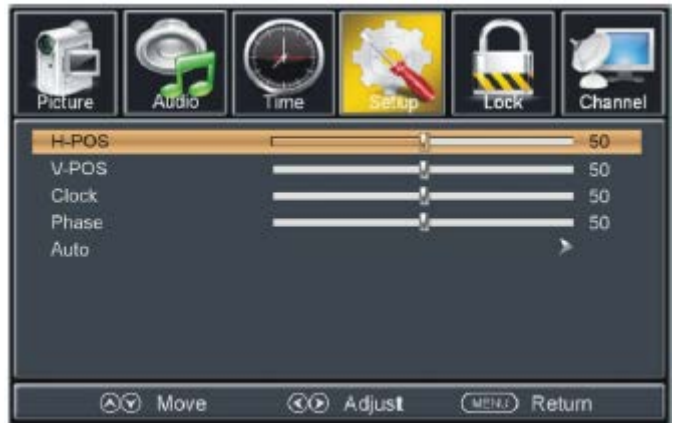 Picture Audio Time Setup Lock Channel
H-POS 50
V-POS 50
Clock 50
Phase 50
Auto
Move Adjust MENU Return